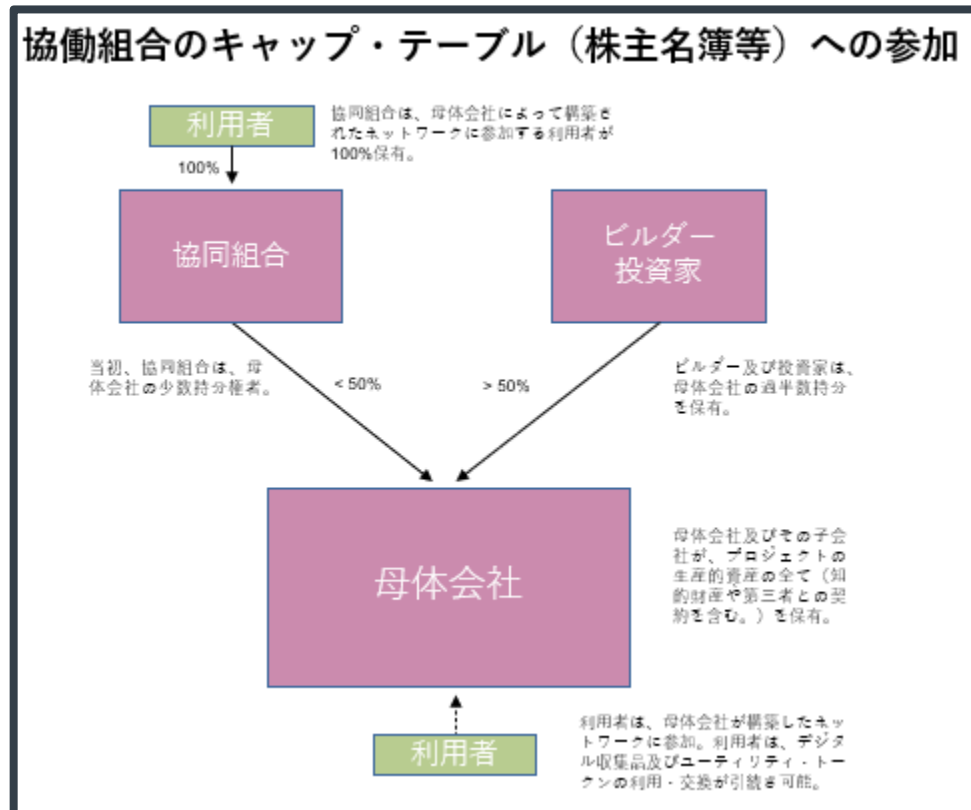 協働組合のキャップ・テーブル（株主名簿等）への参加
利用者
協同組合は、母体会社によって構築さ
れたネットワークに参加する利用者が
100%保有。
100%
協同組合
ビルダー
投資家
当初、協同組合は、母
体会社の少数持分権者。
< 50%
> 50%
ビルダー及び投資家は、
母体会社の過半数持分
を保有。
母体会社
母体会社及びその子会
社が、プロジェクトの
生産的資産の全て（知
的財産や第三者との契
約を含む。）を保有。
利用者
利用者は、母体会社が構築したネッ
トワークに参加。利用者は、デジタ
ル収集品及びユーティリティ・トー
クンの利用・交換が引続き可能。